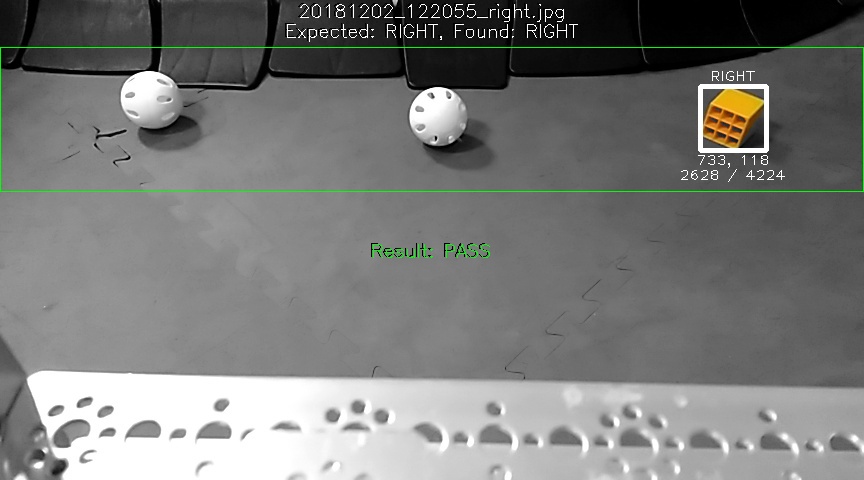 20181202_122055_right.jpg
Expected: RIGHT, Found: RIGHT
RIGHT
733, 118
2628 / 4224
Result: PASS